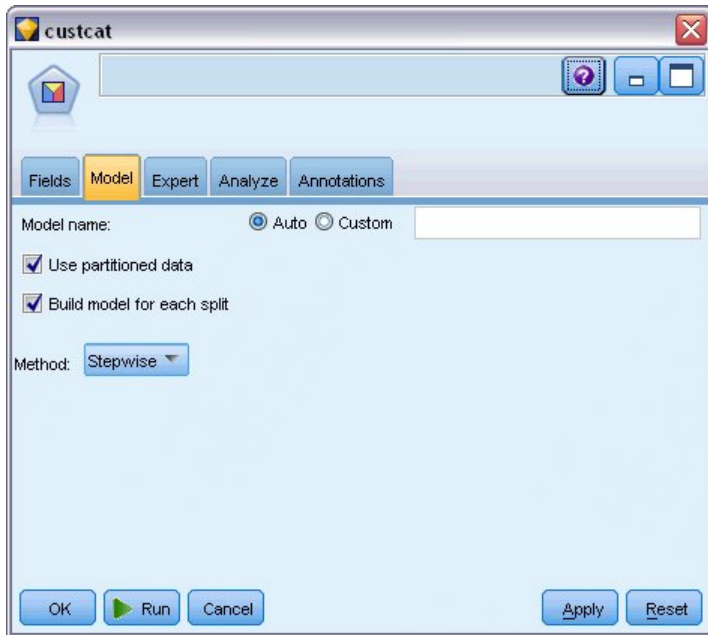 custcat
?
Fields Model Expert Analyze Annotations
Model name: Auto Custom
Use partitioned data
Build model for each split
Method: Stepwise
OK Run Cancel Apply Reset